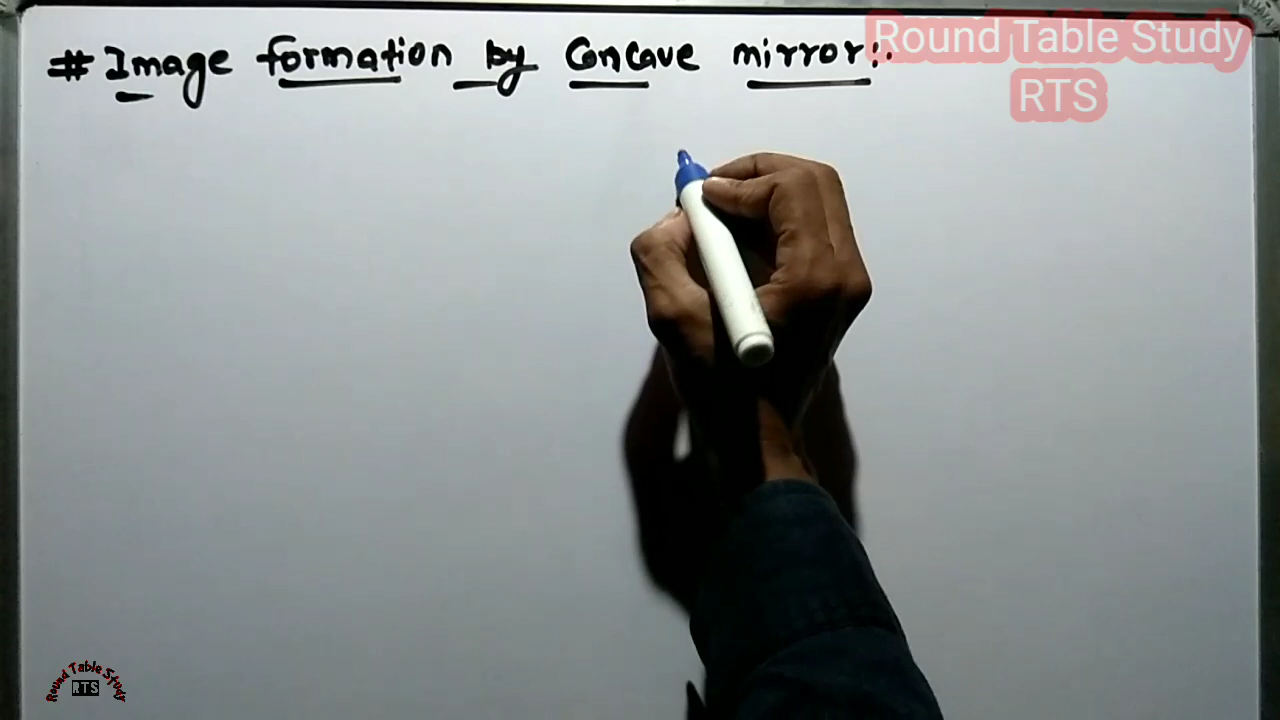 # Image formation by Concave mirror:.
Round Table Study
RTS
Round Table Study
RTS